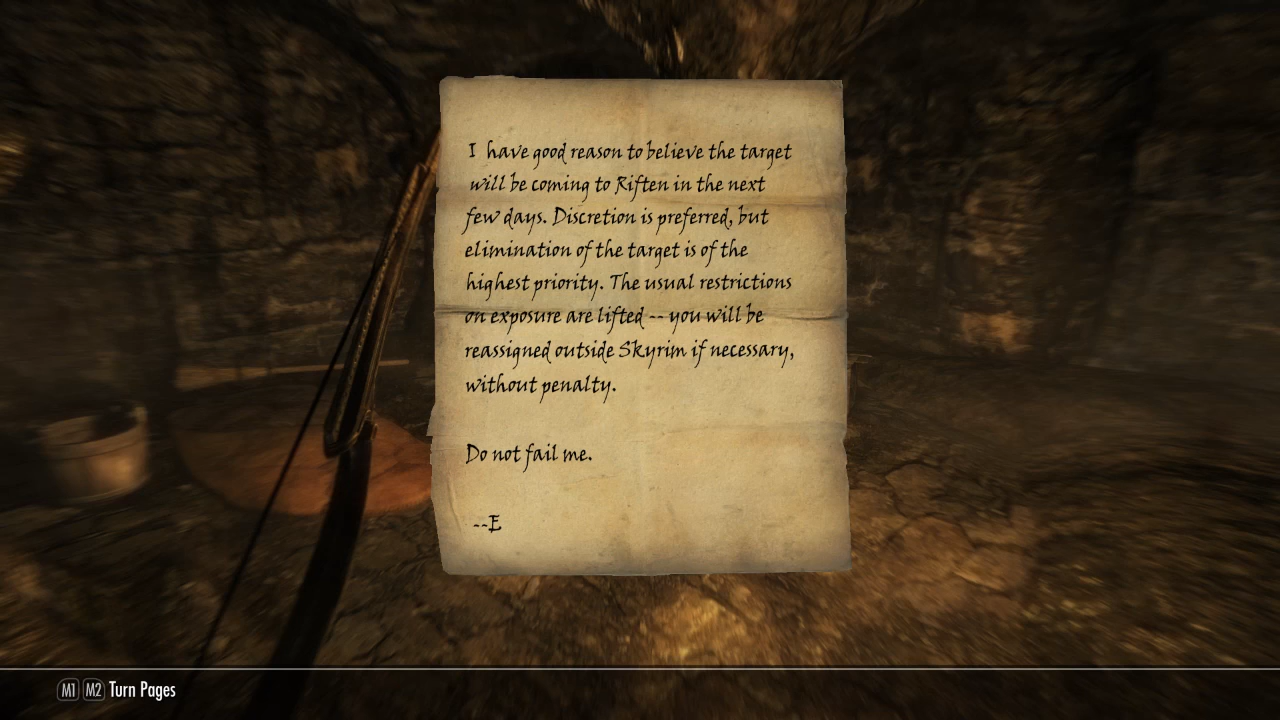 I have good reason to believe the target
will be coming to Riften in the next
few days. Discretion is preferred, but
elimination of the target is of the
highest priority. The usual restrictions
on exposure are lifted -- you will be
reassigned outside Skyrim if necessary,
without penalty.
Do not fail me.
--E
M1 M2 Turn Pages